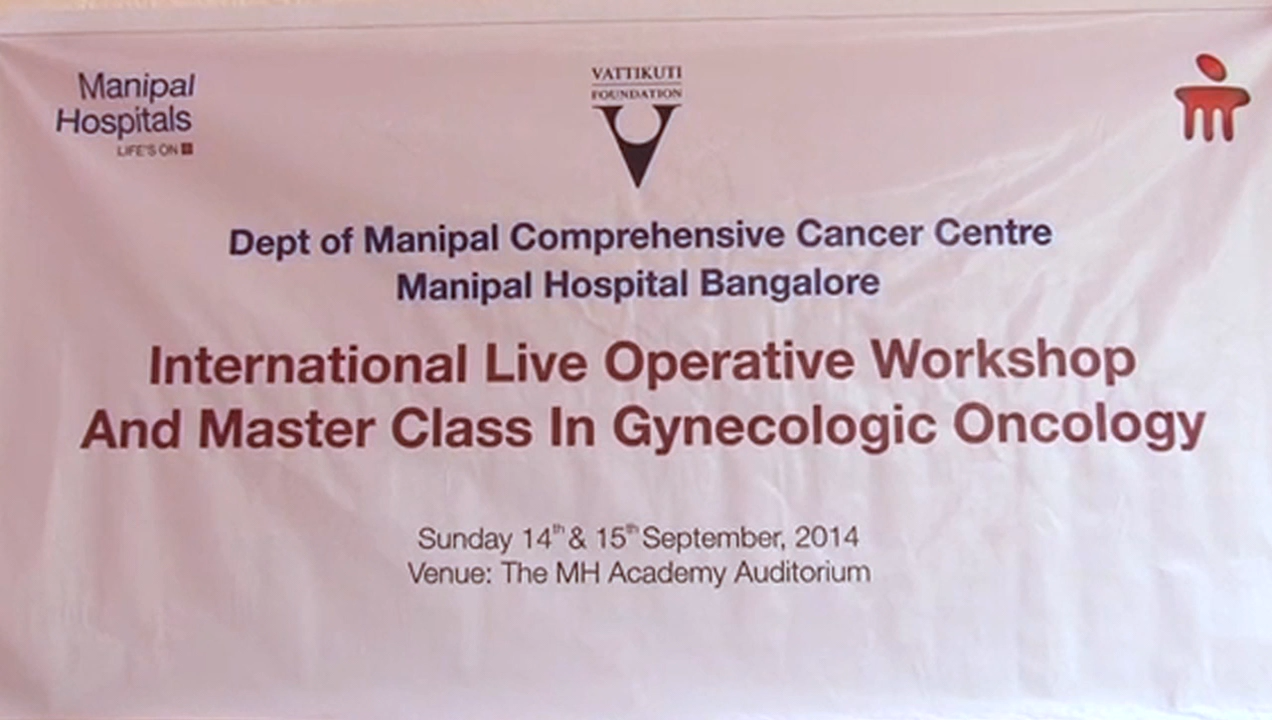 Manipal
Hospitals
LIFE'S ON
VATTIKUTI
FOUNDATION
Dept of Manipal Comprehensive Cancer Centre
Manipal Hospital Bangalore
International Live Operative Workshop
And Master Class In Gynecologic Oncology
Sunday 14th & 15th September, 2014
Venue: The MH Academy Auditorium